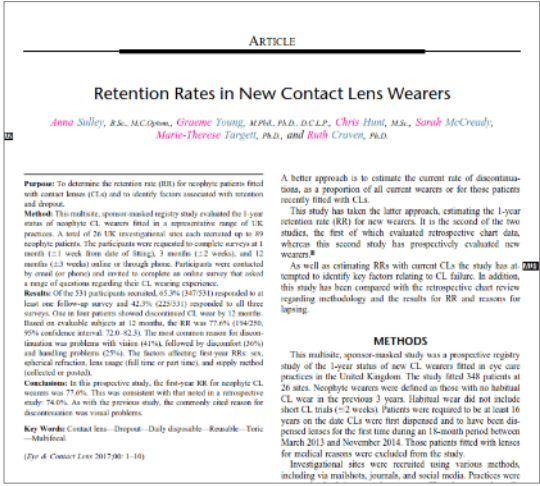 ARTICLE
Retention Rates in New Contact Lens Wearers
Anna Sulley, B.Sc., M.C.Optom., Graeme Young, M.Phil., Ph.D., D.C.L.P., Chris Hunt, M.Sc., Sarah McCready,
Marie-Therese Targett, Ph.D., and Ruth Craven, Ph.D.
Purpose: To determine the retention rate (RR) for neophyte patients fitted
with contact lenses (CLs) and to identify factors associated with retention
and dropout.
Method: This multisite, sponsor-masked registry study evaluated the 1-year
status of neophyte CL wearers fitted in a representative range of UK
practices. A total of 26 UK investigational sites each recruited up to 89
neophyte patients. The participants were requested to complete surveys at 1
month (±1 week from date of fitting), 3 months (±2 weeks), and 12
months (±3 weeks) online or through phone. Participants were contacted
by email (or phone) and invited to complete an online survey that asked
a range of questions regarding their CL wearing experience.
Results: Of the 531 participants recruited, 65.3% (347/531) responded to at
least one follow-up survey and 42.3% (225/531) responded to all three
surveys. One in four patients showed discontinued CL wear by 12 months.
Based on evaluable subjects at 12 months, the RR was 77.6% (194/250,
95% confidence interval: 72.0–82.3). The most common reason for discon-
tinuation was problems with vision (41%), followed by discomfort (36%)
and handling problems (25%). The factors affecting first-year RRs: sex,
spherical refraction, lens usage (full time or part time), and supply method
(collected or posted).
Conclusions: In this prospective study, the first-year RR for neophyte CL
wearers was 77.6%. This was consistent with that noted in a retrospective
study: 74.0%. As with the previous study, the commonly cited reason for
discontinuation was visual problems.
Key Words: Contact lens—Dropout—Daily disposable—Reusable—Toric
—Multifocal.
(Eye & Contact Lens 2017;00: 1–10)
A better approach is to estimate the current rate of discontinua-
tions, as a proportion of all current wearers or for those patients
recently fitted with CLs.
This study has taken the latter approach, estimating the 1-year
retention rate (RR) for new wearers. It is the second of the two
studies, the first of which evaluated retrospective chart data,
whereas this second study has prospectively evaluated new
wearers.
As well as estimating RRs with current CLs the study has at-
tempted to identify key factors relating to CL failure. In addition,
this study has been compared with the retrospective chart review
regarding methodology and the results for RR and reasons for
lapsing.
METHODS
This multisite, sponsor-masked study was a prospective registry
study of the 1-year status of new CL wearers fitted in eye care
practices in the United Kingdom. The study fitted 348 patients at
26 sites. Neophyte wearers were defined as those with no habitual
CL wear in the previous 3 years. Habitual wear did not include
short CL trials (<=2 weeks). Patients were required to be at least 16
years on the date CLs were first dispensed and to have been dis-
pensed lenses for the first time during an 18-month period between
March 2013 and November 2014. Those patients fitted with lenses
for medical reasons were excluded from the study.
Investigational sites were recruited using various methods,
including via mailshots, journals, and social media. Practices were